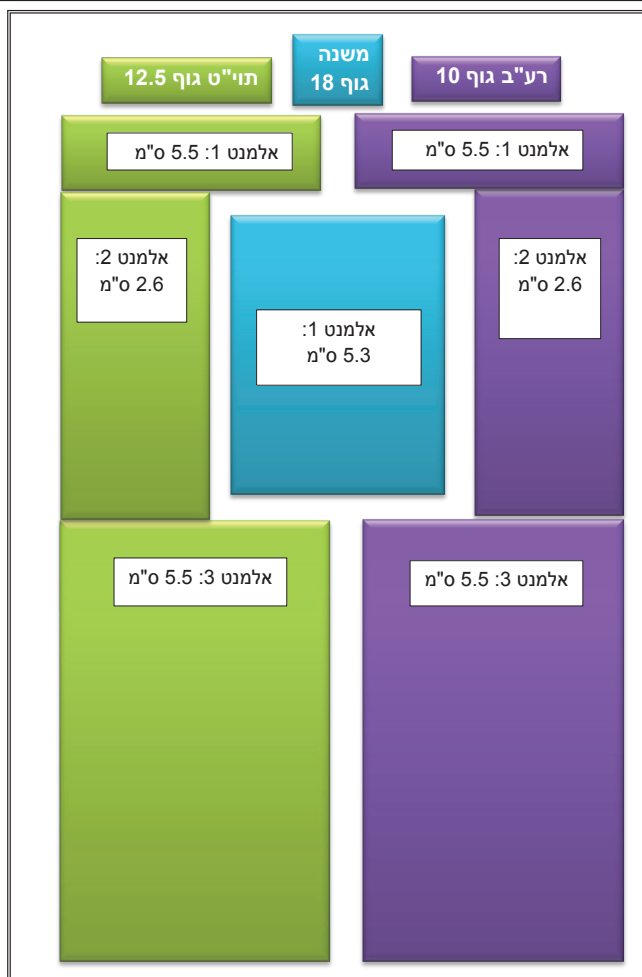 רע"ב גוף 10
משנה
גוף 18
תוי"ט גוף 12.5
אלמנט 1: 5.5 ס"מ
אלמנט 1: 5.5 ס"מ
אלמנט 2:
2.6 ס"מ
אלמנט 1:
5.3 ס"מ
אלמנט 2:
2.6 ס"מ
אלמנט 3: 5.5 ס"מ
אלמנט 3: 5.5 ס"מ